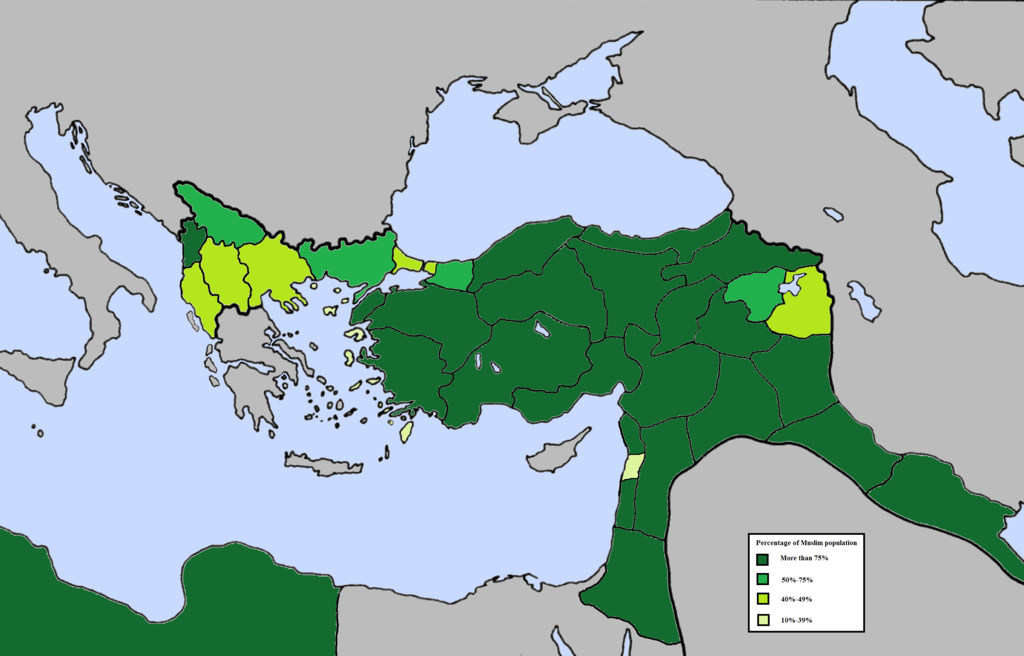 Percentage of Muslim population
More than 75%
50%-75%
40%-49%
10%-39%